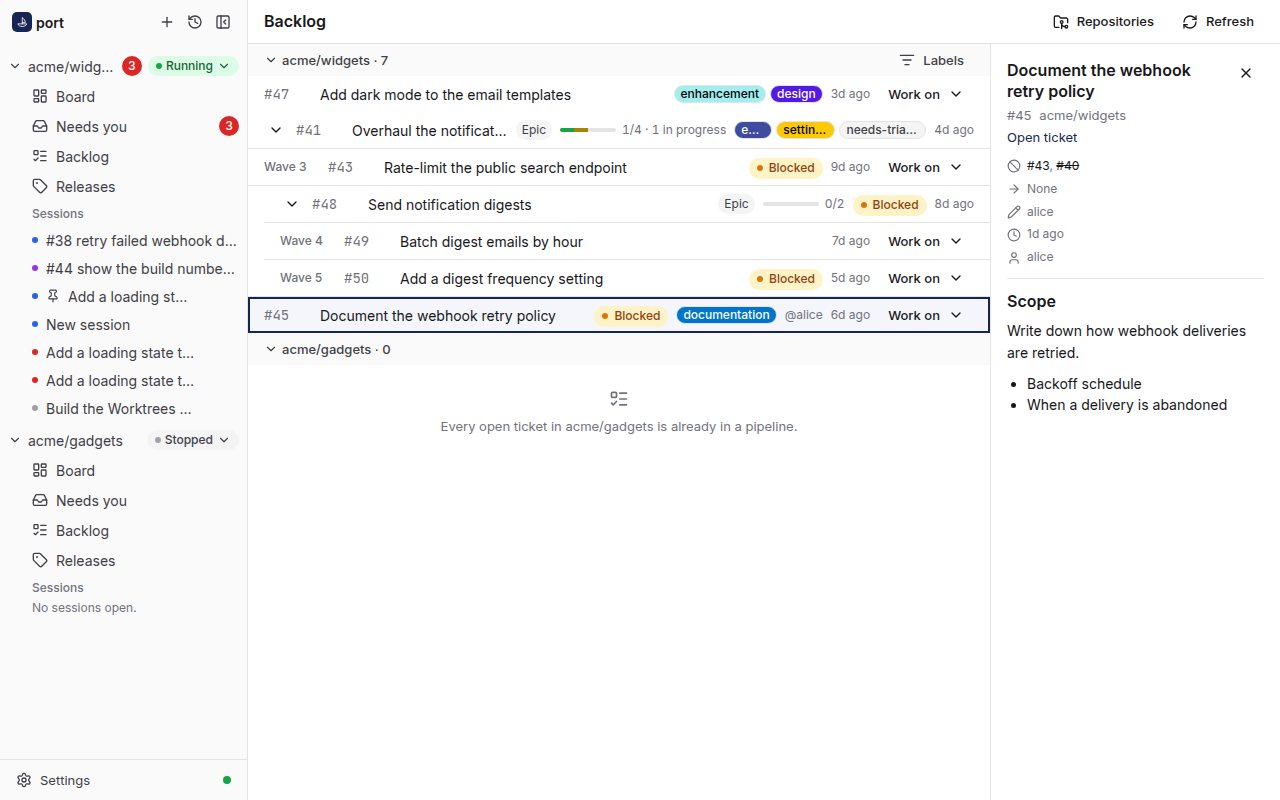 port
Backlog
Repositories
Refresh
acme/widg... 3 Running
Board
Needs you 3
Backlog
Releases
Sessions
#38 retry failed webhook d...
#44 show the build numbe...
Add a loading st...
New session
Add a loading state t...
Add a loading state t...
Build the Worktrees ...
acme/gadgets Stopped
Board
Needs you
Backlog
Releases
Sessions
No sessions open.
Settings
acme/widgets · 7 Labels
#47 Add dark mode to the email templates enhancement design 3d ago Work on
#41 Overhaul the notificat... Epic 1/4 · 1 in progress e... settin... needs-tria... 4d ago
Wave 3 #43 Rate-limit the public search endpoint Blocked 9d ago Work on
#48 Send notification digests Epic 0/2 Blocked 8d ago
Wave 4 #49 Batch digest emails by hour 7d ago Work on
Wave 5 #50 Add a digest frequency setting Blocked 5d ago Work on
#45 Document the webhook retry policy Blocked documentation @alice 6d ago Work on
acme/gadgets · 0
Every open ticket in acme/gadgets is already in a pipeline.
Document the webhook
retry policy
#45 acme/widgets
Open ticket
#43, #40
None
alice
1d ago
alice
Scope
Write down how webhook deliveries
are retried.
• Backoff schedule
• When a delivery is abandoned